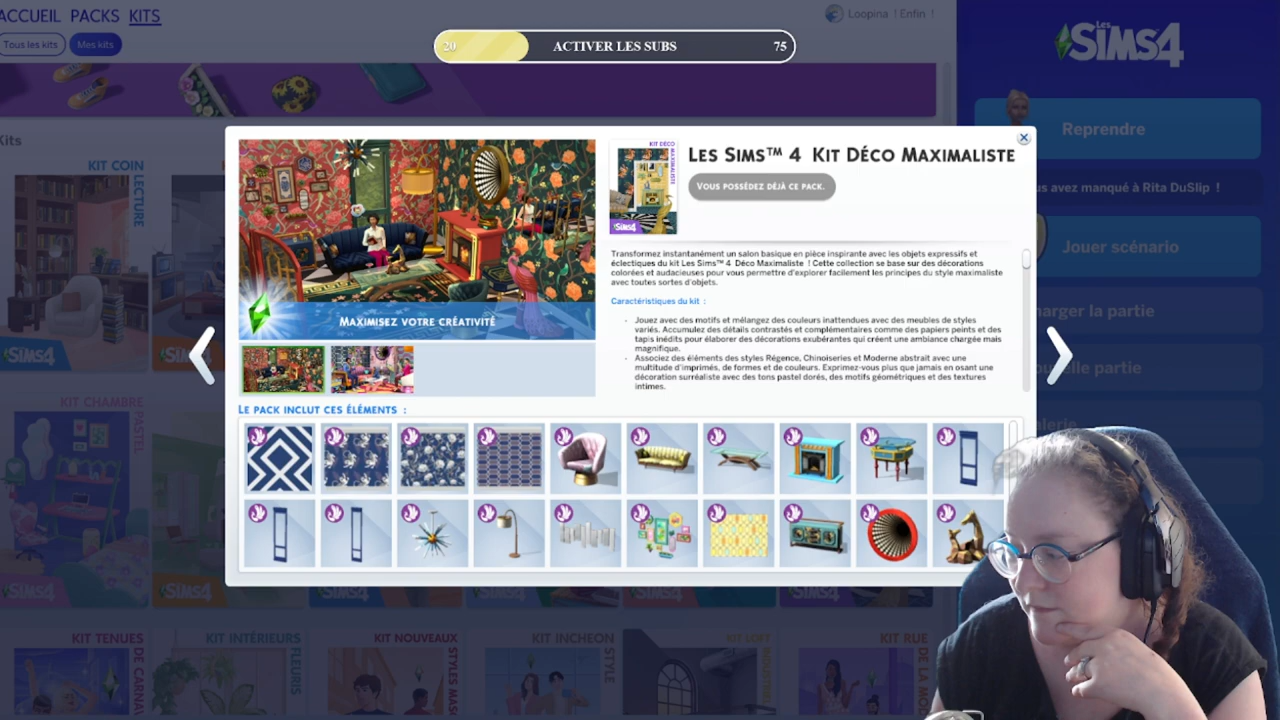 ACCUEIL PACKS KITS
Loopina ! Enfin !
Tous les kits
Mes kits
20 ACTIVER LES SUBS 75
Les SiMS 4
Reprendre
us avez manqué à Rita DuSlip !
Jouer scénario
harger la partie
elle partie
Kits
KIT COIN
LECTURE
SiMS4
KIT CHAMBRE
PASTEL
SiMS4
Les Sims™ 4 Kit Déco Maximaliste
Vous possédez déjà ce pack.
KIT DÉCO
MAXIMALISTE
SiMS4
Maximisez votre créativité
Transformez instantanément un salon basique en pièce inspirante avec les objets expressifs et
éclectiques du kit Les Sims™ 4 Déco Maximaliste ! Cette collection se base sur des décorations
colorées et audacieuses pour vous permettre d'explorer facilement les principes du style maximaliste
avec toutes sortes d'objets.
Caractéristiques du kit :
Jouez avec des motifs et mélangez des couleurs inattendues avec des meubles de styles
variés. Accumulez des détails contrastés et complémentaires comme des papiers peints et des
tapis inédits pour élaborer des décorations exubérantes qui créent une ambiance chargée mais
magnifique.
Associez des éléments des styles Régence, Chinoiseries et Moderne abstrait avec une
multitude d'imprimés, de formes et de couleurs. Exprimez-vous plus que jamais en osant une
décoration surréaliste avec des tons pastel dorés, des motifs géométriques et des textures
intimes.
Le pack inclut ces éléments :
KIT TENUES
DE CARNAV
KIT INTÉRIEURS
FLEURIS
KIT NOUVEAUX
STYLES MAS
KIT INCHEON
STYLE
KIT LOFT
KIT RUE
DE LA MO